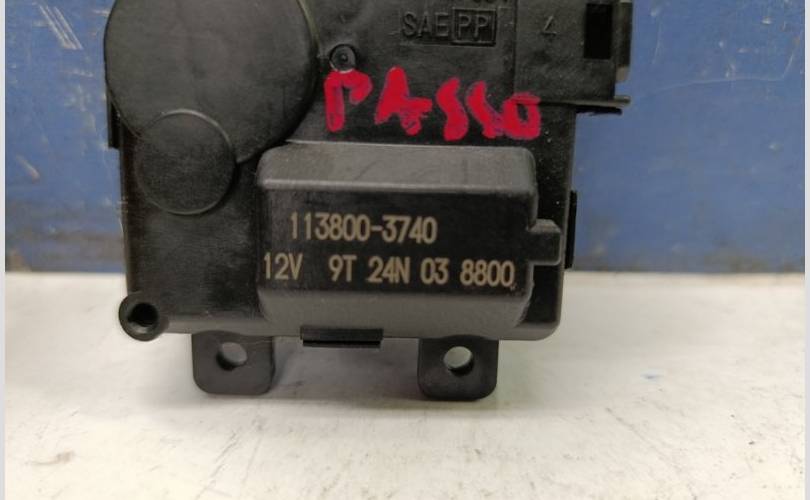 SAE PP 4
PASSO
113800-3740
12V 9T 24N 03 8800